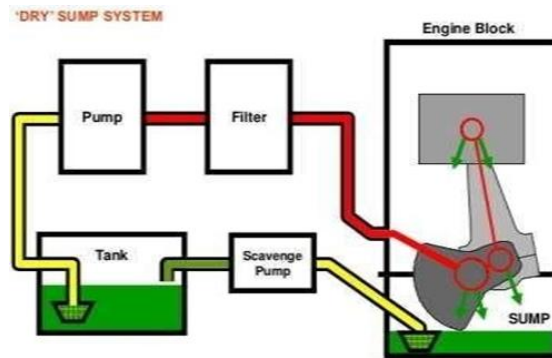 'DRY' SUMP SYSTEM
Engine Block
Pump
Filter
Tank
Scavenge
Pump
SUMP